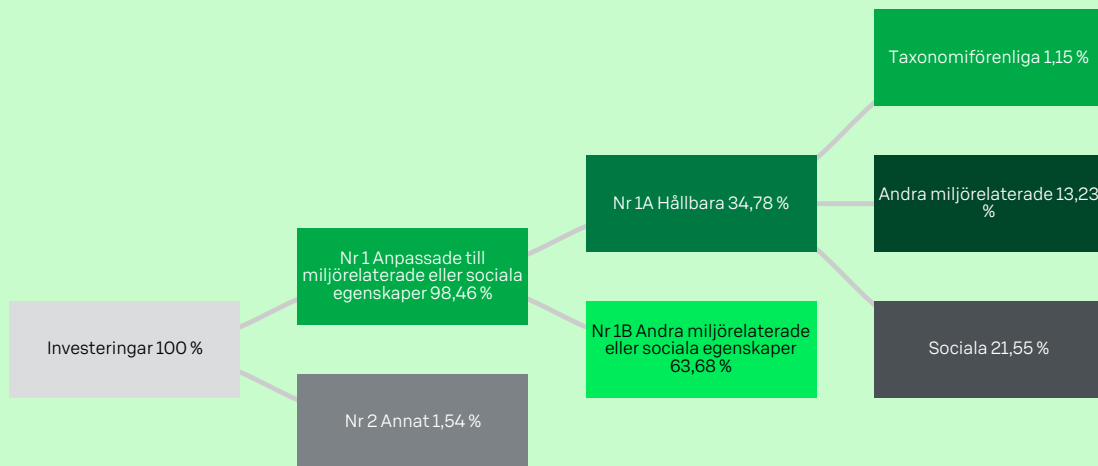 Investeringar 100 %
Nr 1 Anpassade till
miljörelaterade eller sociala
egenskaper 98,46 %
Nr 2 Annat 1,54 %
Nr 1A Hållbara 34,78 %
Nr 1B Andra miljörelaterade
eller sociala egenskaper
63,68 %
Taxonomiförenliga 1,15 %
Andra miljörelaterade 13,23
%
Sociala 21,55 %